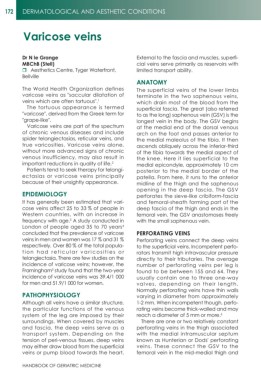 172 DERMATOLOGICAL AND AESTHETIC CONDITIONS
Varicose veins
Dr N le Grange
MBChB (Stell)
Aesthetics Centre, Tyger Waterfront,
Bellville
The World Health Organization defines
varicose veins as "saccular dilatation of
veins which are often tortuous".¹
The tortuous appearance is termed
"varicose", derived from the Greek term for
"grape-like".
Varicose veins are part of the spectrum
of chronic venous diseases and include
spider telangiectasias, reticular veins, and
true varicosities. Varicose veins alone,
without more advanced signs of chronic
venous insufficiency, may also result in
important reductions in quality of life.²
Patients tend to seek therapy for telangi-
ectasias or varicose veins principally
because of their unsightly appearance.
EPIDEMIOLOGY
It has generally been estimated that vari-
cose veins affect 25 to 33 % of people in
Western countries, with an increase in
frequency with age.³ A study conducted in
London of people aged 35 to 70 years⁴
concluded that the prevalence of varicose
veins in men and women was 17 % and 31 %
respectively. Over 80 % of the total popula-
tion had reticular varicosities or
telangiectasia. There are few studies on the
incidence of varicose veins; however, the
Framingham⁵ study found that the two-year
incidence of varicose veins was 39.4/1 000
for men and 51.9/1 000 for women.
PATHOPHYSIOLOGY
Although all veins have a similar structure,
the particular functions of the venous
system of the leg are imposed by their
surroundings. When covered by muscles
and fascia, the deep veins serve as a
transport system. Depending on the
tension of peri-venous tissues, deep veins
may either draw blood from the superficial
veins or pump blood towards the heart.
External to the fascia and muscles, superfi-
cial veins serve primarily as reservoirs with
limited transport ability.
ANATOMY
The superficial veins of the lower limbs
terminate in the two saphenous veins,
which drain most of the blood from the
superficial fascia. The great (also referred
to as the long) saphenous vein (GSV) is the
longest vein in the body. The GSV begins
at the medial end of the dorsal venous
arch on the foot and passes anterior to
the medial malleolus of the tibia. It then
ascends obliquely across the inferior third
of the tibia towards the medial aspect of
the knee. Here it lies superficial to the
medial epicondyle, approximately 10 cm
posterior to the medial border of the
patella. From here, it runs to the anterior
midline of the thigh and the saphenous
opening in the deep fascia. The GSV
penetrates the sieve-like cribriform fascia
and femoral-sheath forming part of the
deep fascia of the thigh and ends in the
femoral vein. The GSV anastomoses freely
with the small saphenous vein.
PERFORATING VEINS
Perforating veins connect the deep veins
to the superficial veins. Incompetent perfo-
rators transmit high intravascular pressure
directly to their tributaries. The average
number of perforating veins per leg is
found to be between 155 and 64. They
usually contain one to three one-way
valves, depending on their length.
Normally perforating veins have thin walls
varying in diameter from approximately
1-2 mm. When incompetent though, perfo-
rating veins become thick-walled and may
reach a diameter of 5 mm or more.
There are one or two relatively constant
perforating veins in the thigh associated
with the medial intramuscular septum
known as Hunterian or Dodd' perforating
veins. These connect the GSV to the
femoral vein in the mid-medial thigh and
HANDBOOK OF GERIATRIC MEDICINE